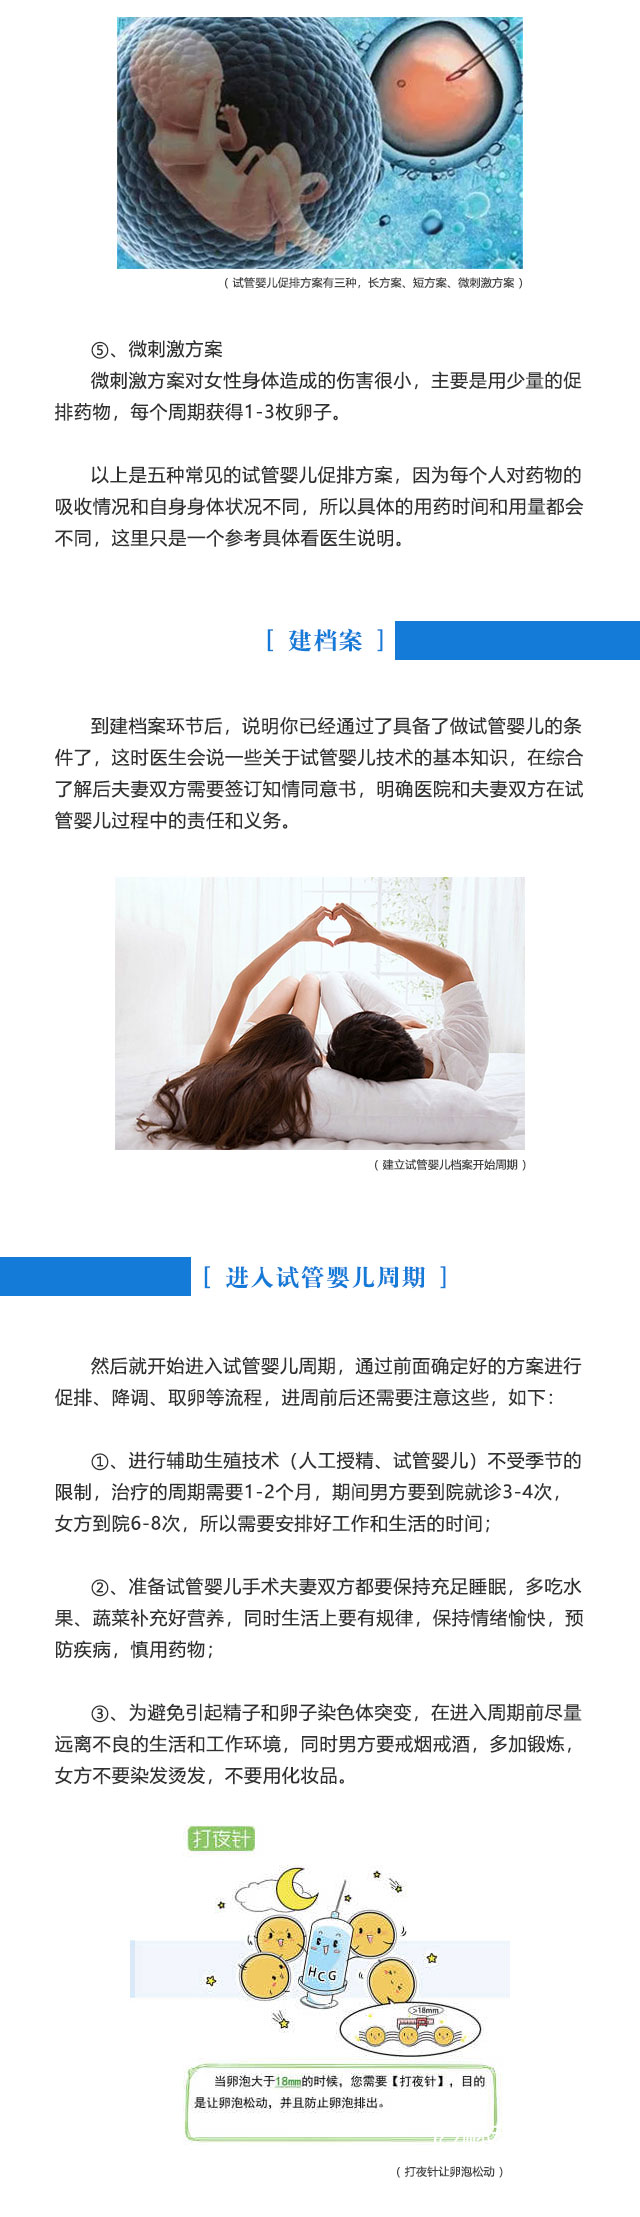 （ 试管婴儿促排方案有三种，长方案、短方案、微刺激方案 ）
⑤、微刺激方案
微刺激方案对女性身体造成的伤害很小，主要是用少量的促
排药物，每个周期获得1-3枚卵子。
以上是五种常见的试管婴儿促排方案，因为每个人对药物的
吸收情况和自身身体状况不同，所以具体的用药时间和用量都会
不同，这里只是一个参考具体看医生说明。
［ 建档案 ］
到建档案环节后，说明你已经通过了具备了做试管婴儿的条
件了，这时医生会说一些关于试管婴儿技术的基本知识，在综合
了解后夫妻双方需要签订知情同意书，明确医院和夫妻双方在试
管婴儿过程中的责任和义务。
（ 建立试管婴儿档案开始周期 ）
［ 进入试管婴儿周期 ］
然后就开始进入试管婴儿周期，通过前面确定好的方案进行
促排、降调、取卵等流程，进周前后还需要注意这些，如下：
①、进行辅助生殖技术（人工授精、试管婴儿）不受季节的
限制，治疗的周期需要1-2个月，期间男方要到院就诊3-4次，
女方到院6-8次，所以需要安排好工作和生活的时间；
②、准备试管婴儿手术夫妻双方都要保持充足睡眠，多吃水
果、蔬菜补充好营养，同时生活上要有规律，保持情绪愉快，预
防疾病，慎用药物；
③、为避免引起精子和卵子染色体突变，在进入周期前尽量
远离不良的生活和工作环境，同时男方要戒烟戒酒，多加锻炼，
女方不要染发烫发，不要用化妆品。
打夜针
HCG
>18mm
当卵泡大于18mm的时候，您需要【打夜针】，目的
是让卵泡松动，并且防止卵泡排出。
（ 打夜针让卵泡松动 ）